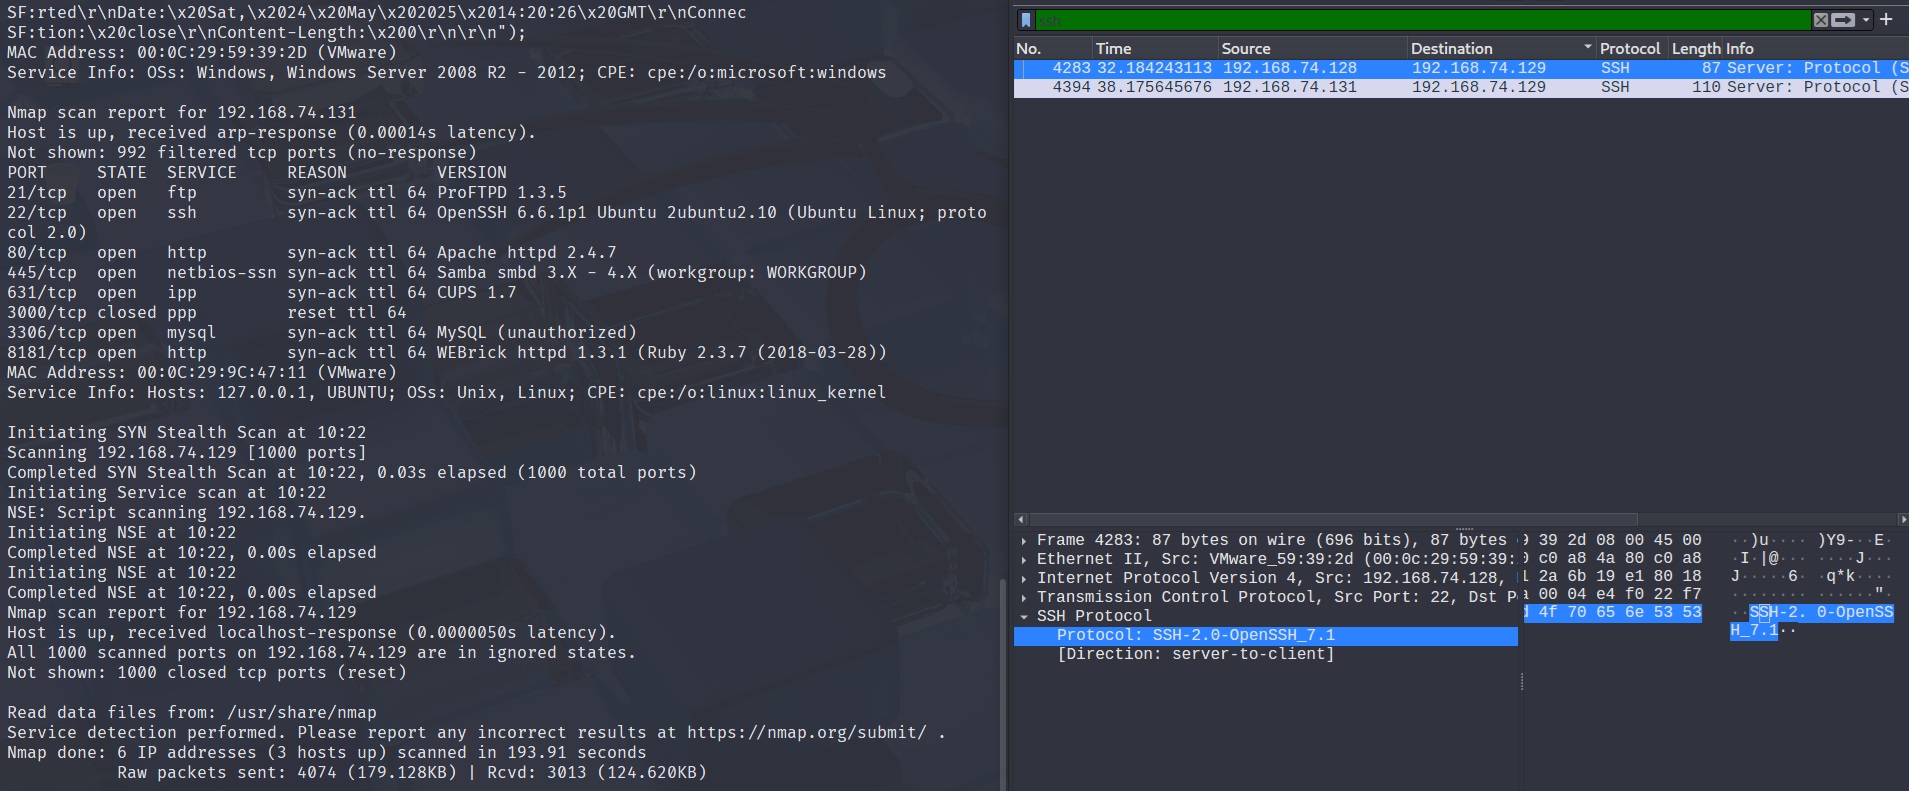 SF:rted\r\nDate:\x20Sat,\x2024\x20May\x202025\x2014:20:26\x20GMT\r\nConnec
SF:tion:\x20close\r\nContent-Length:\x200\r\n\r\n");
MAC Address: 00:0C:29:59:39:2D (VMware)
Service Info: OSs: Windows, Windows Server 2008 R2 - 2012; CPE: cpe:/o:microsoft:windows
Nmap scan report for 192.168.74.131
Host is up, received arp-response (0.00014s latency).
Not shown: 992 filtered tcp ports (no-response)
PORT     STATE  SERVICE     REASON         VERSION
21/tcp   open   ftp         syn-ack ttl 64 ProFTPD 1.3.5
22/tcp   open   ssh         syn-ack ttl 64 OpenSSH 6.6.1p1 Ubuntu 2ubuntu2.10 (Ubuntu Linux; proto
col 2.0)
80/tcp   open   http        syn-ack ttl 64 Apache httpd 2.4.7
445/tcp  open   netbios-ssn syn-ack ttl 64 Samba smbd 3.X - 4.X (workgroup: WORKGROUP)
631/tcp  open   ipp         syn-ack ttl 64 CUPS 1.7
3000/tcp closed ppp         reset ttl 64
3306/tcp open   mysql       syn-ack ttl 64 MySQL (unauthorized)
8181/tcp open   http        syn-ack ttl 64 WEBrick httpd 1.3.1 (Ruby 2.3.7 (2018-03-28))
MAC Address: 00:0C:29:9C:47:11 (VMware)
Service Info: Hosts: 127.0.0.1, UBUNTU; OSs: Unix, Linux; CPE: cpe:/o:linux:linux_kernel
Initiating SYN Stealth Scan at 10:22
Scanning 192.168.74.129 [1000 ports]
Completed SYN Stealth Scan at 10:22, 0.03s elapsed (1000 total ports)
Initiating Service scan at 10:22
NSE: Script scanning 192.168.74.129.
Initiating NSE at 10:22
Completed NSE at 10:22, 0.00s elapsed
Initiating NSE at 10:22
Completed NSE at 10:22, 0.00s elapsed
Nmap scan report for 192.168.74.129
Host is up, received localhost-response (0.0000050s latency).
All 1000 scanned ports on 192.168.74.129 are in ignored states.
Not shown: 1000 closed tcp ports (reset)
Read data files from: /usr/share/nmap
Service detection performed. Please report any incorrect results at https://nmap.org/submit/ .
Nmap done: 6 IP addresses (3 hosts up) scanned in 193.91 seconds
Raw packets sent: 4074 (179.128KB) | Rcvd: 3013 (124.620KB)
ssh
No. Time Source Destination Protocol Length Info
4283 32.184243113 192.168.74.128 192.168.74.129 SSH 87 Server: Protocol (S
4394 38.175645676 192.168.74.131 192.168.74.129 SSH 110 Server: Protocol (S
Frame 4283: 87 bytes on wire (696 bits), 87 bytes
Ethernet II, Src: VMware_59:39:2d (00:0c:29:59:39:
Internet Protocol Version 4, Src: 192.168.74.128,
Transmission Control Protocol, Src Port: 22, Dst Po
SSH Protocol
Protocol: SSH-2.0-OpenSSH_7.1
[Direction: server-to-client]
9 39 2d 08 00 45 00 ··)u···· )Y9-··E·
0 c0 a8 4a 80 c0 a8 ·I·|@··· ····J···
1 2a 6b 19 e1 80 18 J·····6· q*k····
a 00 04 e4 f0 22 f7 ········ ······"·
d 4f 70 65 6e 53 53 ··SSH-2. 0-OpenSS
H_7.1··